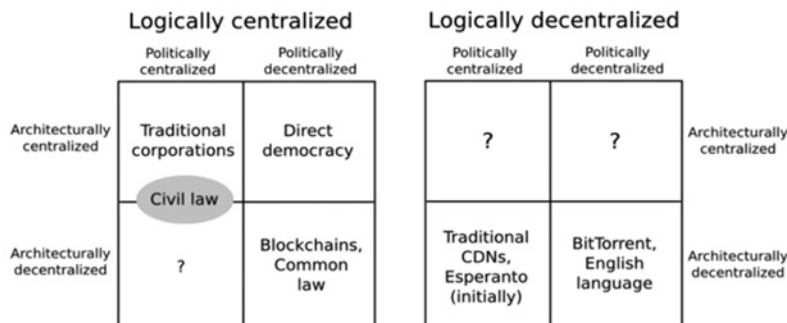 Logically centralized
Logically decentralized
Politically centralized
Politically decentralized
Politically centralized
Politically decentralized
Architecturally centralized
Traditional corporations
Direct democracy
?
?
Architecturally centralized
Civil law
Architecturally decentralized
?
Blockchains, Common law
Traditional CDNs, Esperanto (initially)
BitTorrent, English language
Architecturally decentralized